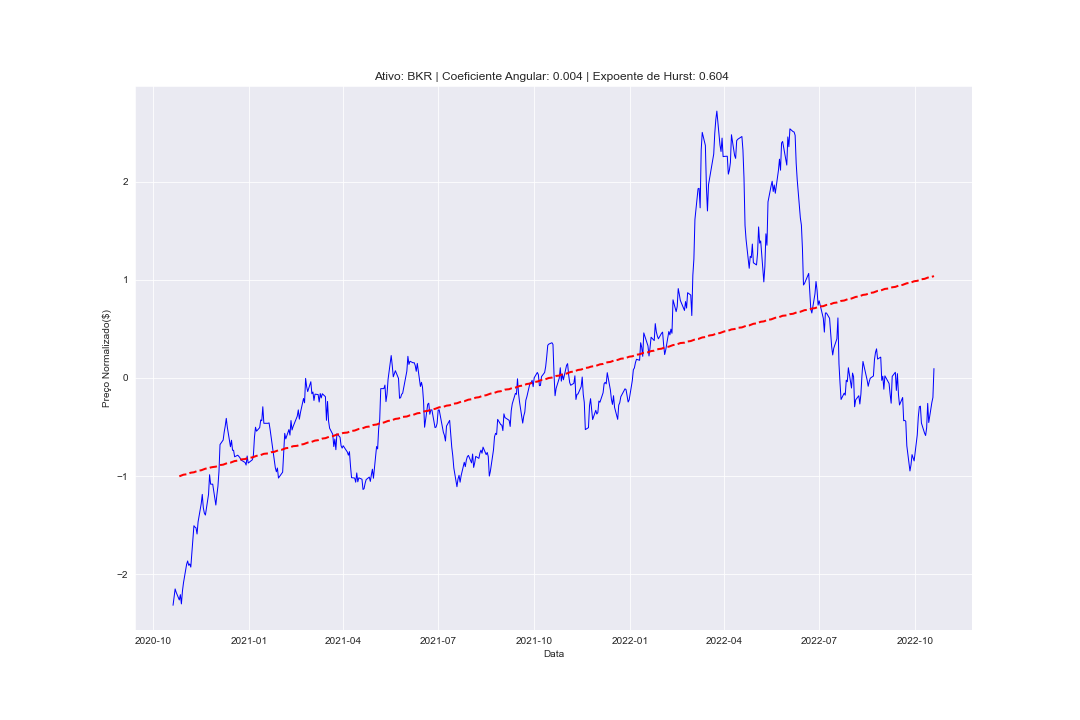 Ativo: BKR | Coeficiente Angular: 0.004 | Expoente de Hurst: 0.604
Preço Normalizado($)
2
1
0
−1
−2
2020-10 2021-01 2021-04 2021-07 2021-10 2022-01 2022-04 2022-07 2022-10
Data